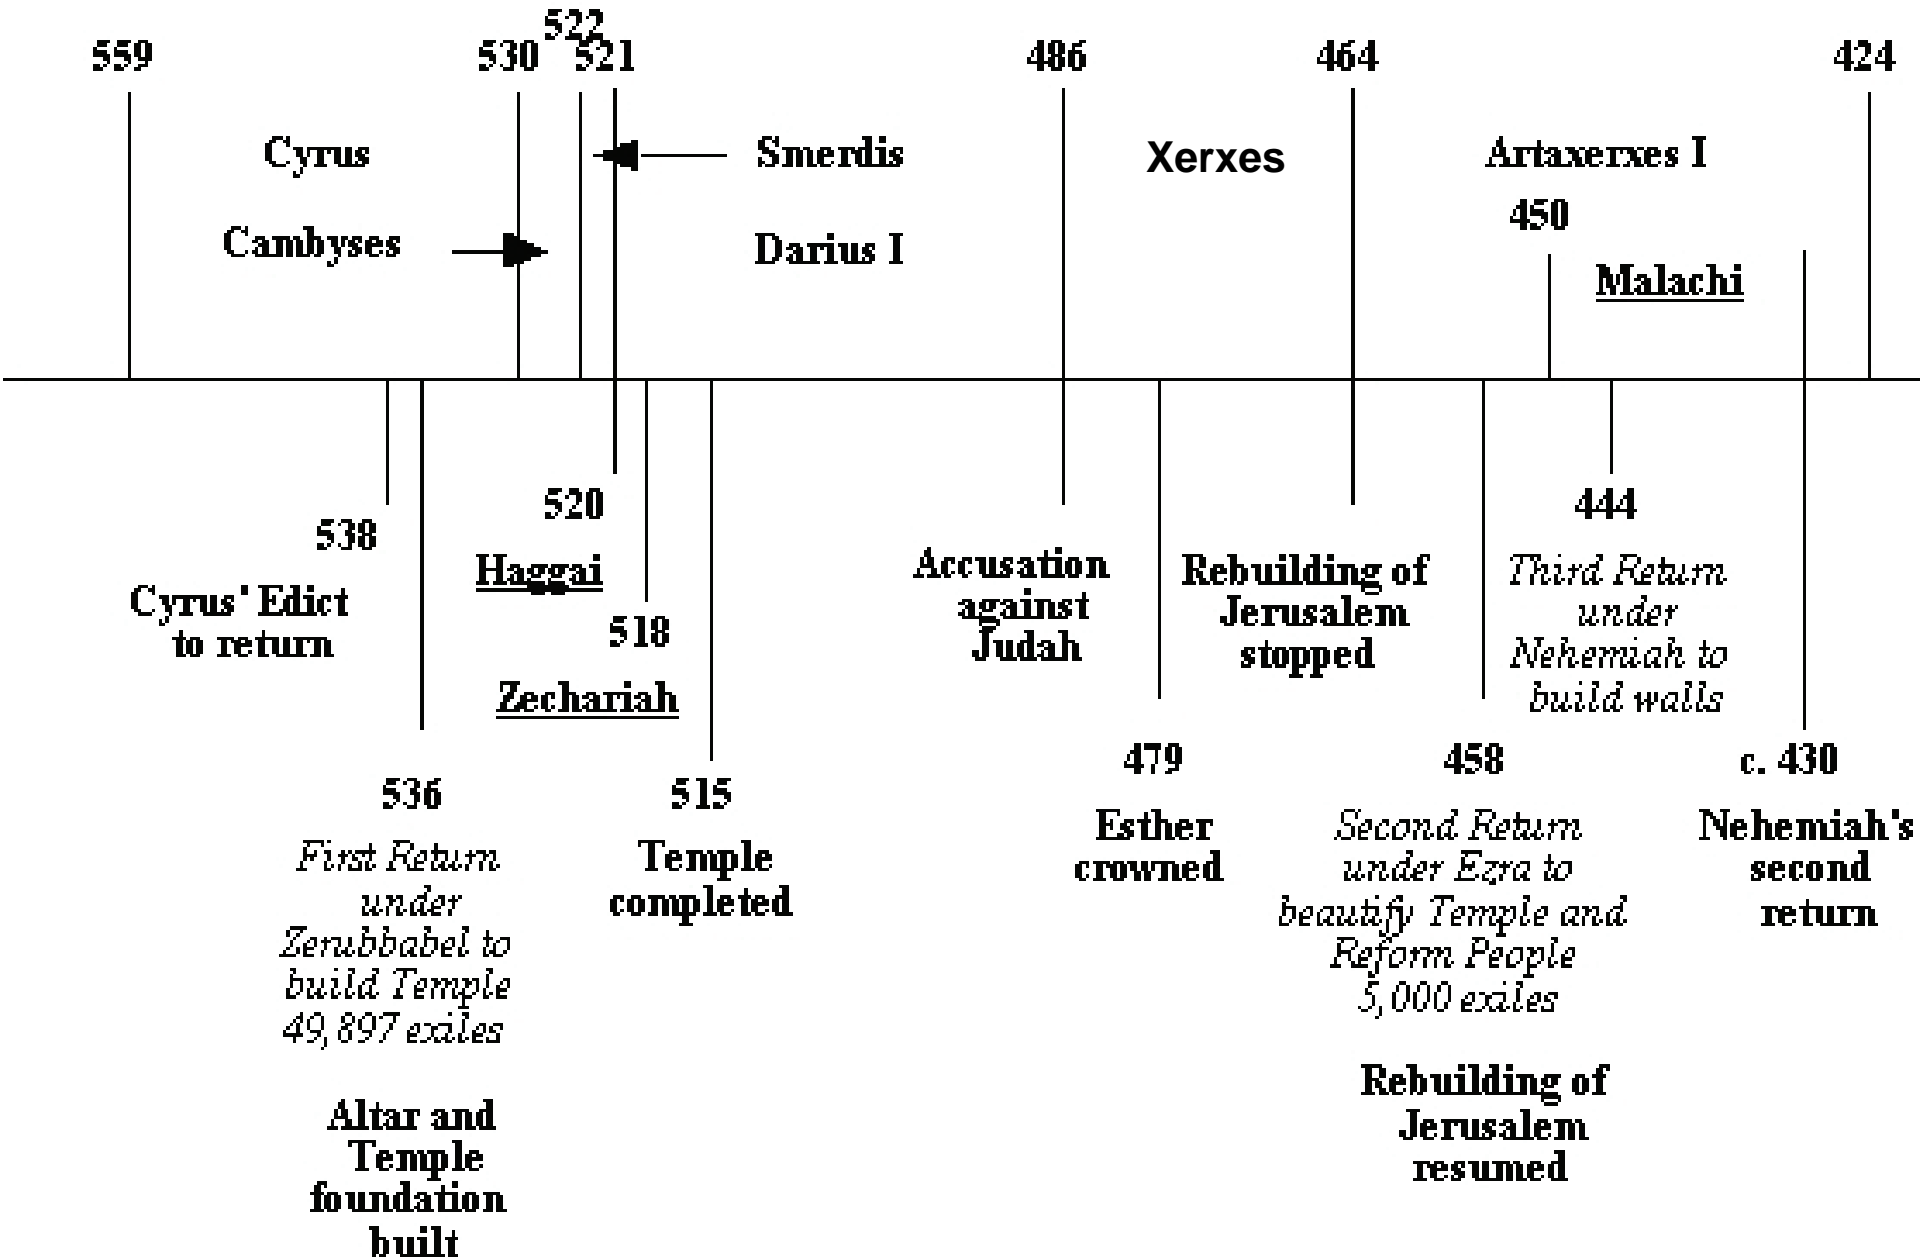 522
559
530
521
486
464
424
Cyrus
Smerdis
Xerxes
Artaxerxes I
Cambyses
Darius I
450
Malachi
538
Cyrus' Edict
to return
520
Haggai
518
Zechariah
536
First Return
under
Zerubbabel to
build Temple
49,897 exiles
Altar and
Temple
foundation
built
515
Temple
completed
Accusation
against
Judah
479
Esther
crowned
Rebuilding of
Jerusalem
stopped
458
Second Return
under Ezra to
beautify Temple and
Reform People
5,000 exiles
Rebuilding of
Jerusalem
resumed
444
Third Return
under
Nehemiah to
build walls
c. 430
Nehemiah's
second
return